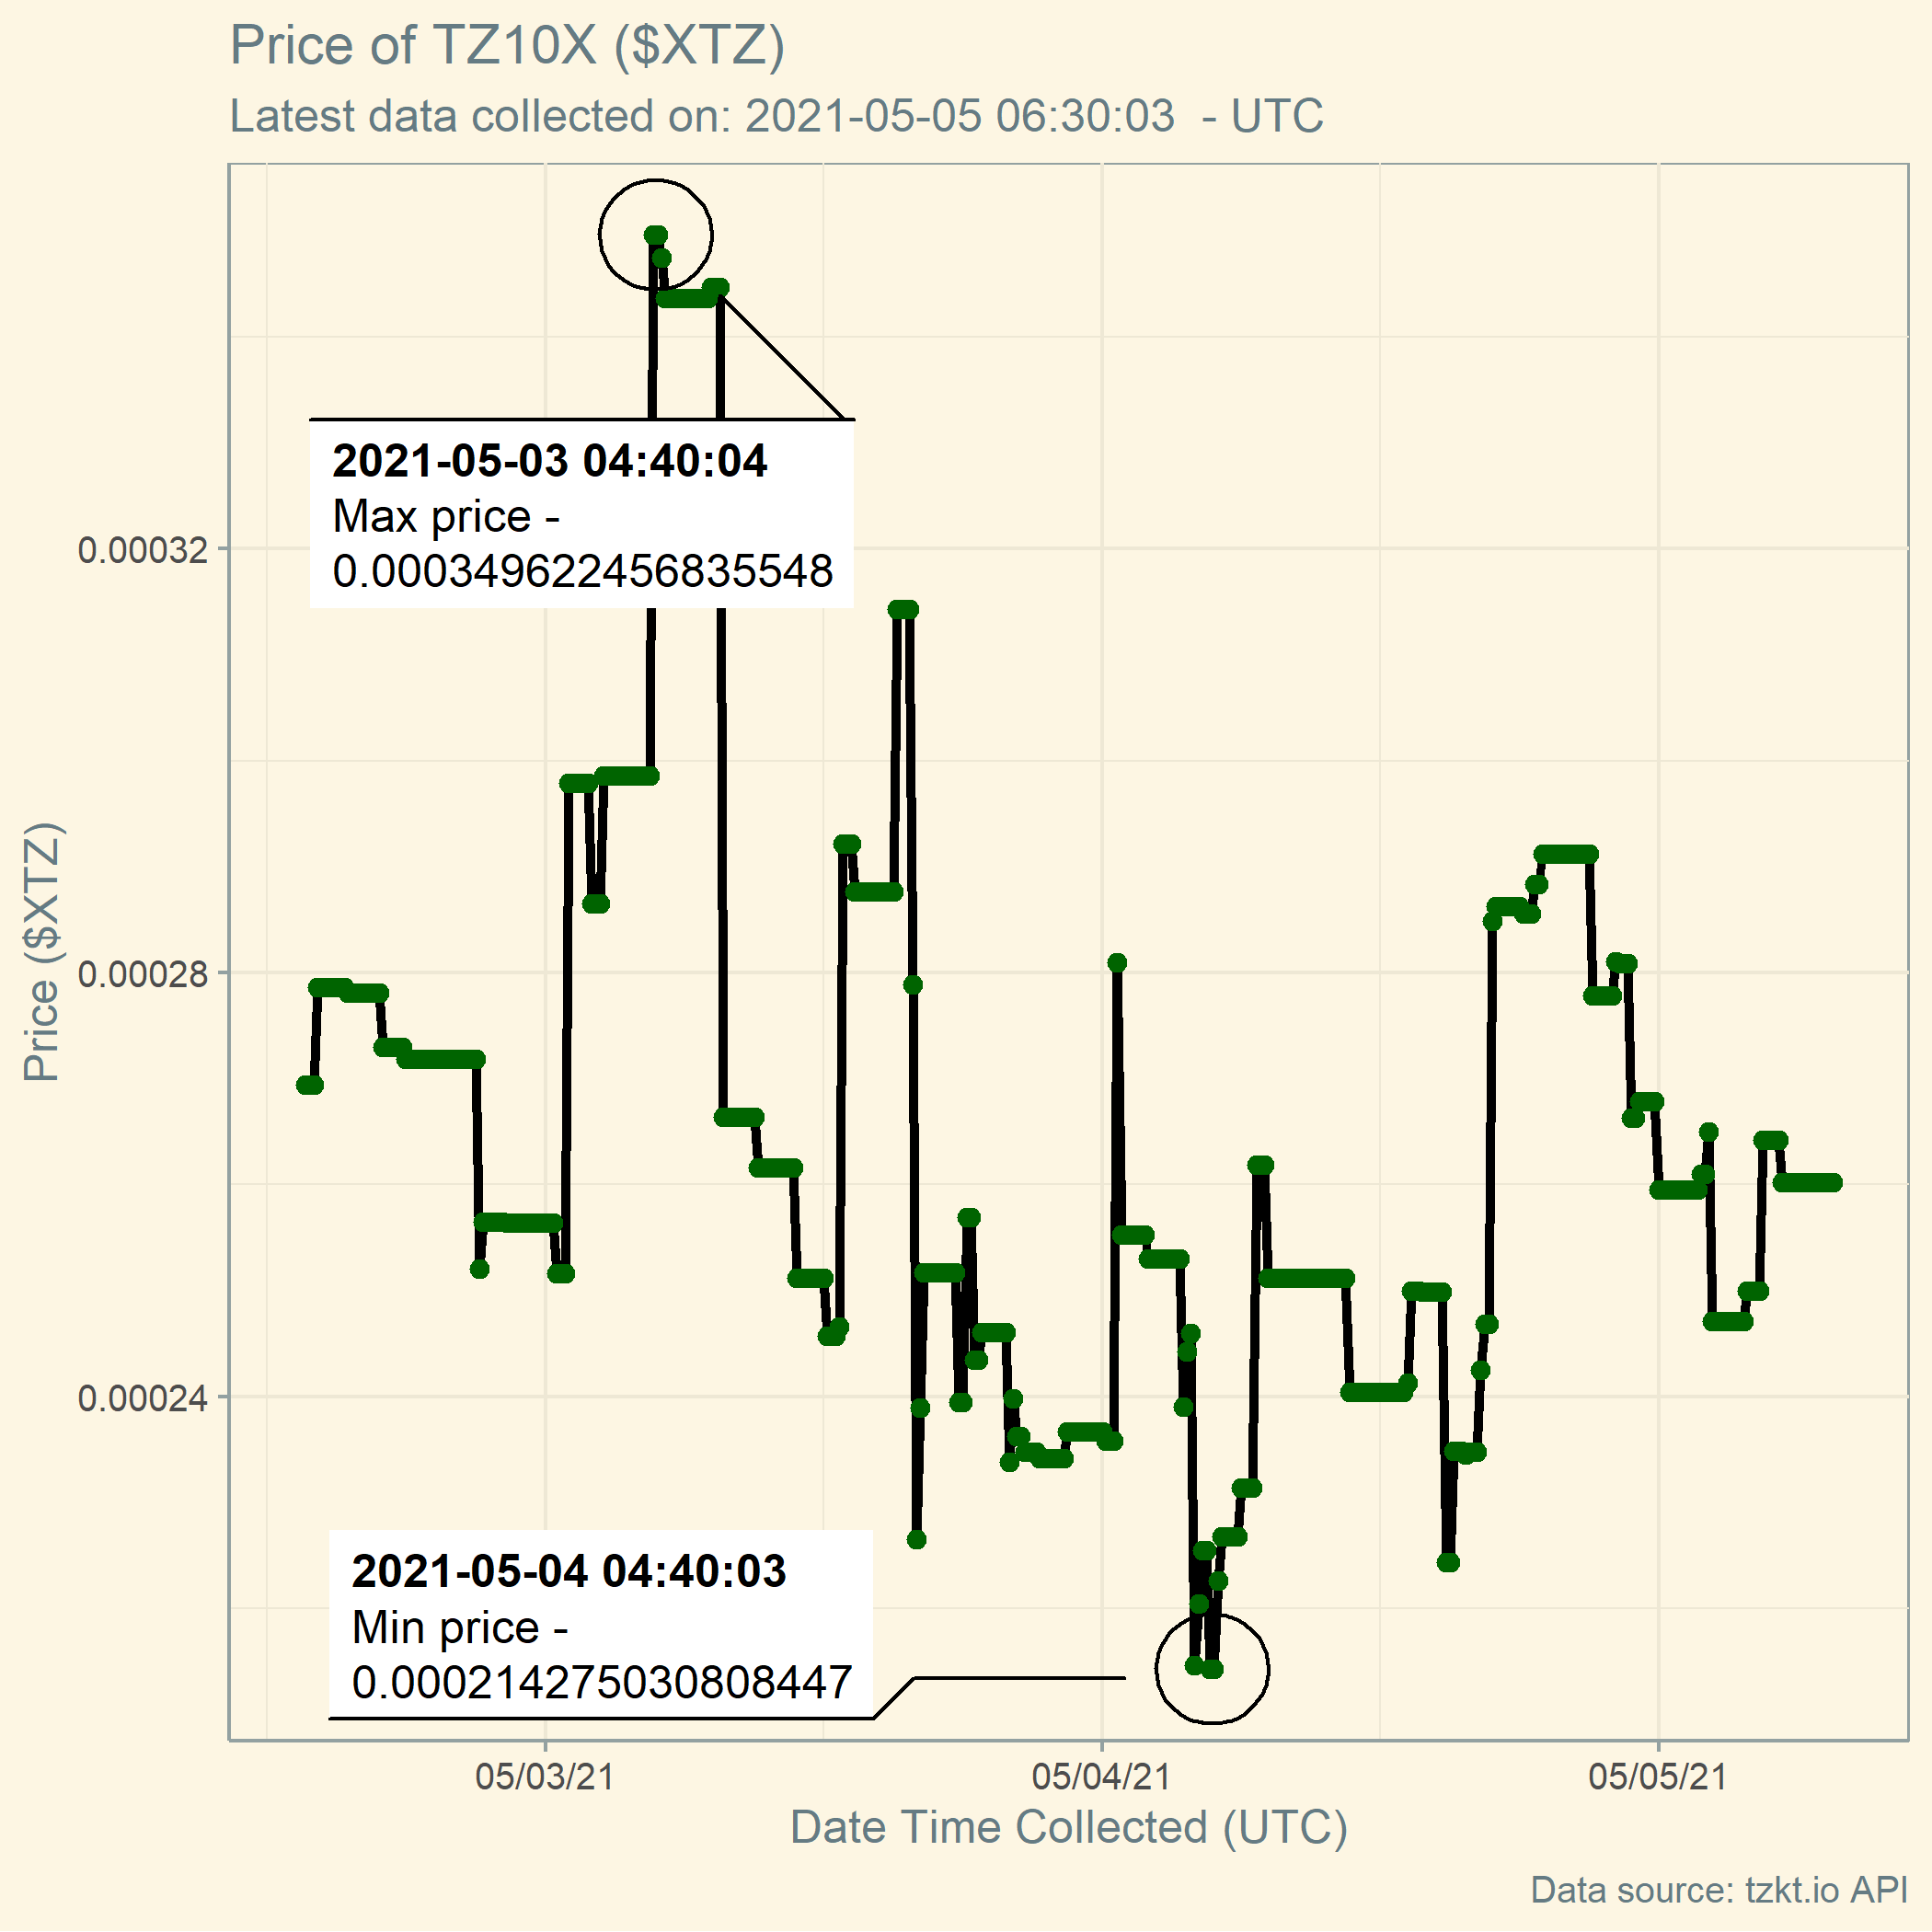 Price of TZ10X ($XTZ)
Latest data collected on: 2021-05-05 06:30:03  - UTC
2021-05-03 04:40:04
Max price -
0.000349622456835548
0.00032
0.00028
0.00024
Price ($XTZ)
2021-05-04 04:40:03
Min price -
0.000214275030808447
05/03/21
05/04/21
05/05/21
Date Time Collected (UTC)
Data source: tzkt.io API